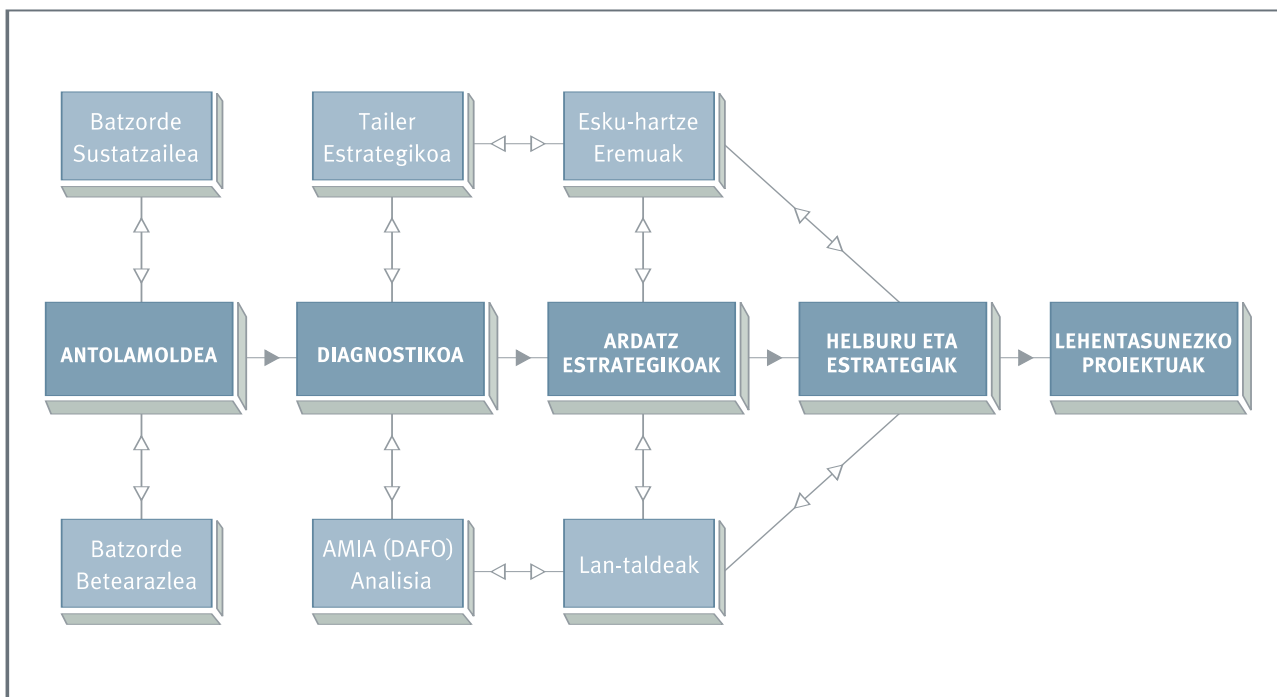 Batzorde
Sustatzailea
Tailer
Estrategikoa
Esku-hartze
Eremuak
ANTOLAMOLDEA
DIAGNOSTIKOA
ARDATZ
ESTRATEGIKOAK
HELBURU ETA
ESTRATEGIAK
LEHENTASUNEZKO
PROIEKTUAK
Batzorde
Betearazlea
AMIA (DAFO)
Analisia
Lan-taldeak